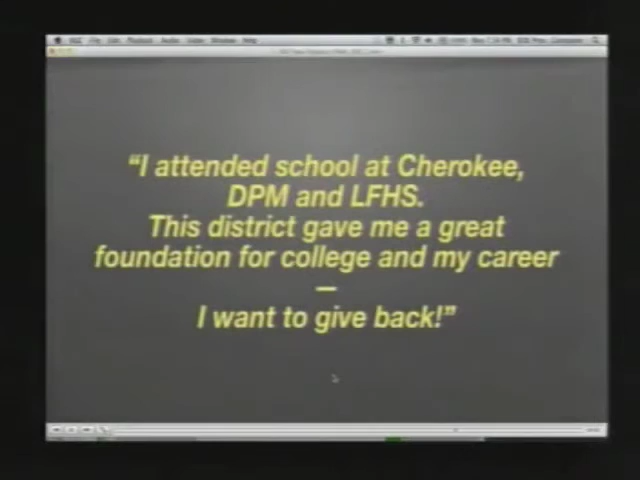 “I attended school at Cherokee,
DPM and LFHS.
This district gave me a great
foundation for college and my career
—
I want to give back!”